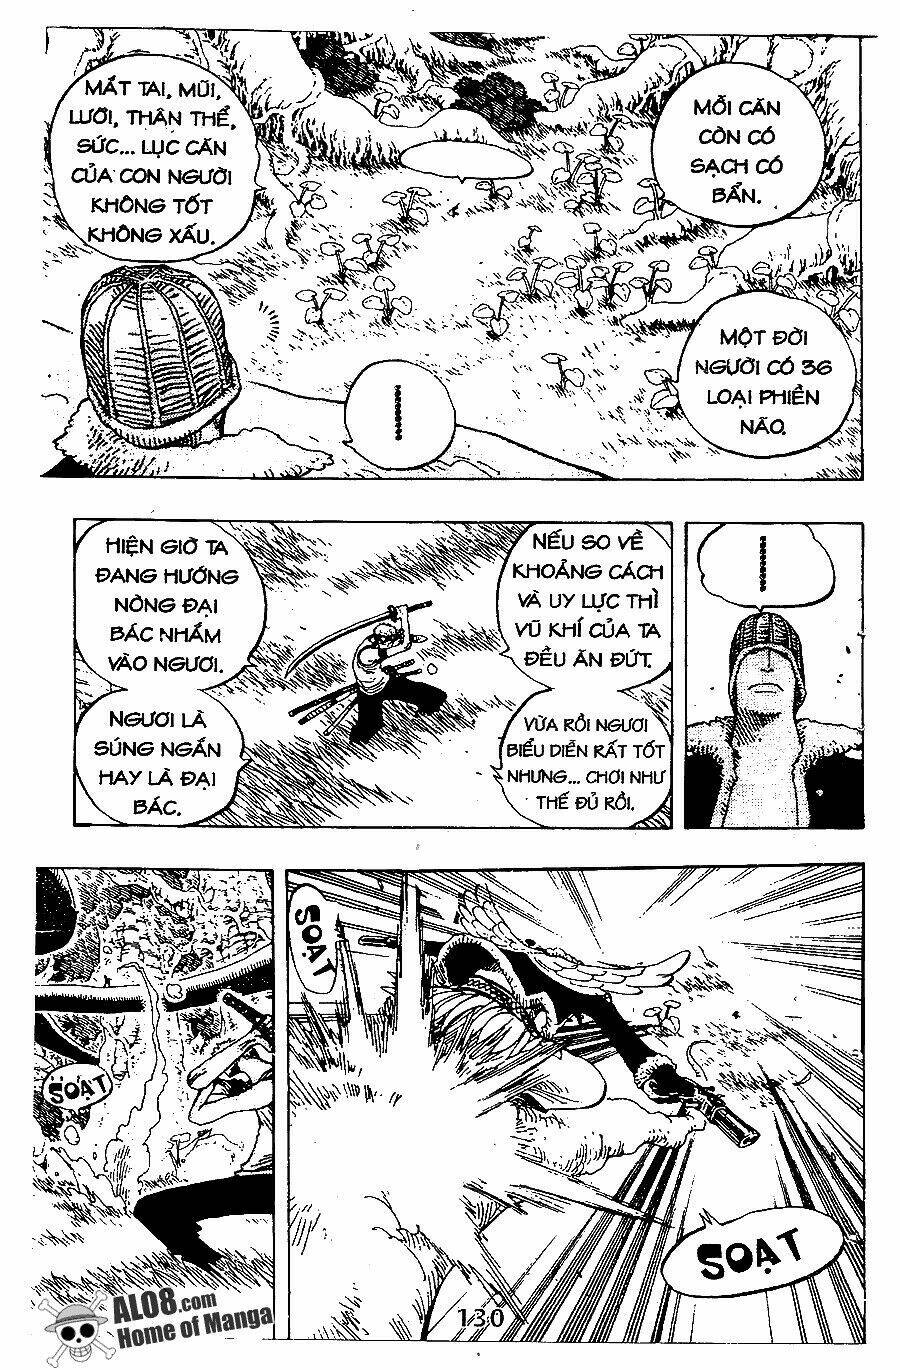 MẮT TAI, MŨI,
LƯỠI, THÂN THỂ,
SỨC... LỤC CĂN
CỦA CON NGƯỜI
KHÔNG TỐT
KHÔNG XẤU.
MỖI CĂN
CÒN CÓ
SẠCH CÓ
BẨN.
MỘT ĐỜI
NGƯỜI CÓ 36
LOẠI PHIỀN
NÃO.
HIỆN GIỜ TA
ĐANG HƯỚNG
NÒNG ĐẠI
BÁC NHẮM
VÀO NGƯƠI.
NGƯƠI LÀ
SÚNG NGẮN
HAY LÀ ĐẠI
BÁC.
NẾU SO VỀ
KHOẢNG CÁCH
VÀ UY LỰC THÌ
VŨ KHÍ CỦA TA
ĐỀU ĂN ĐỨT.
VỪA RỒI NGƯƠI
BIỂU DIỄN RẤT TỐT
NHƯNG... CHƠI NHƯ
THẾ ĐỦ RỒI.
SOẠT
SOẠT
SOẠT
130
ALO8.com
Home of Manga